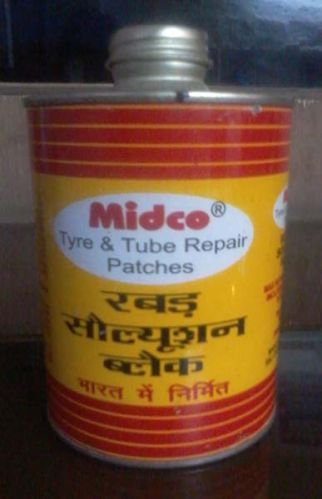 Midco®
Tyre & Tube Repair
Patches
रबड़
सौल्यूशन
ब्लैक
भारत में निर्मित